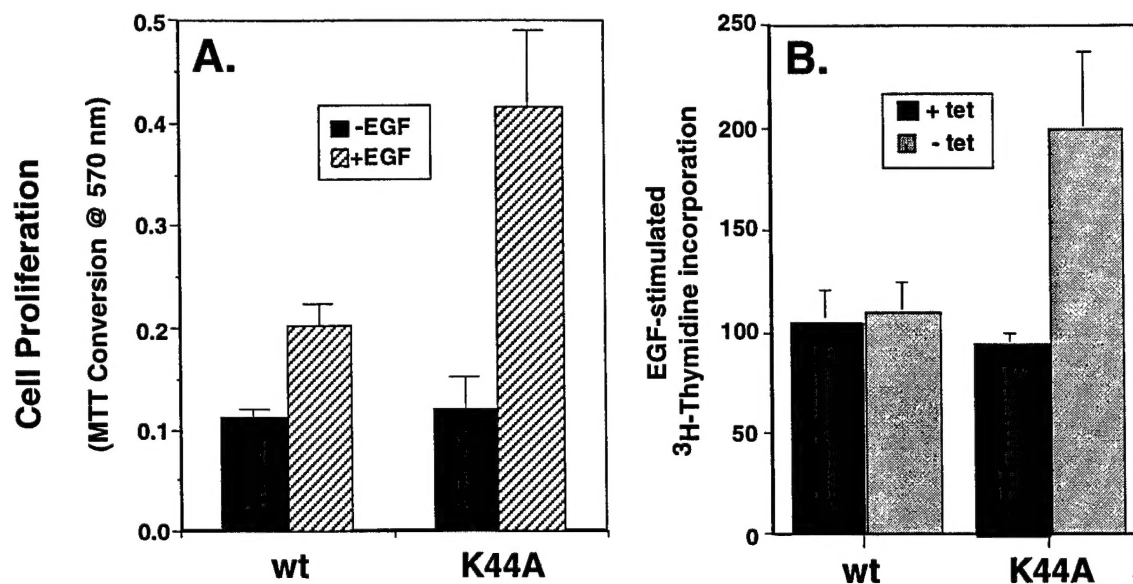 Cell Proliferation
(MTT Conversion @ 570 nm)
0.5
0.4
0.3
0.2
0.1
0.0
A.
-EGF
+EGF
wt
K44A
EGF-stimulated
³H-Thymidine incorporation
250
200
150
100
50
0
B.
+ tet
- tet
wt
K44A